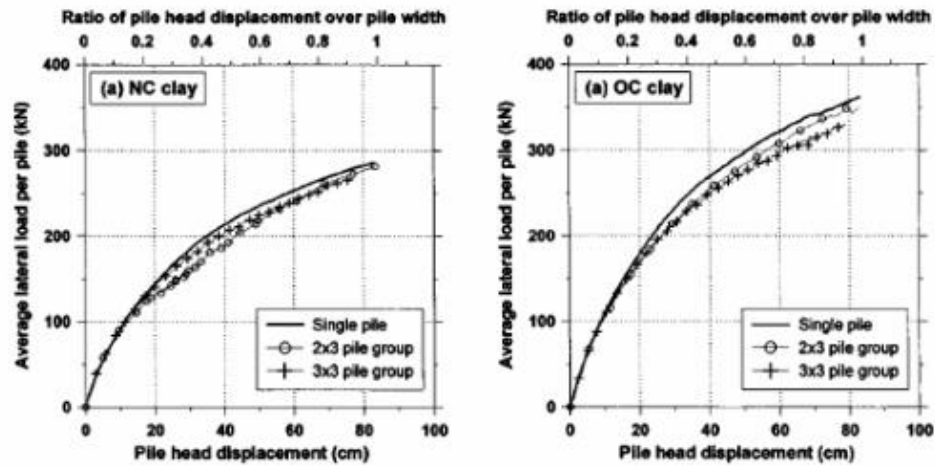 Ratio of pile head displacement over pile width
0 0.2 0.4 0.6 0.8 1
400
300
200
100
0
Average lateral load per pile (kN)
(a) NC clay
Single pile
2x3 pile group
3x3 pile group
0 20 40 60 80 100
Pile head displacement (cm)
Ratio of pile head displacement over pile width
0 0.2 0.4 0.6 0.8 1
400
300
200
100
0
Average lateral load per pile (kN)
(a) OC clay
Single pile
2x3 pile group
3x3 pile group
0 20 40 60 80 100
Pile head displacement (cm)